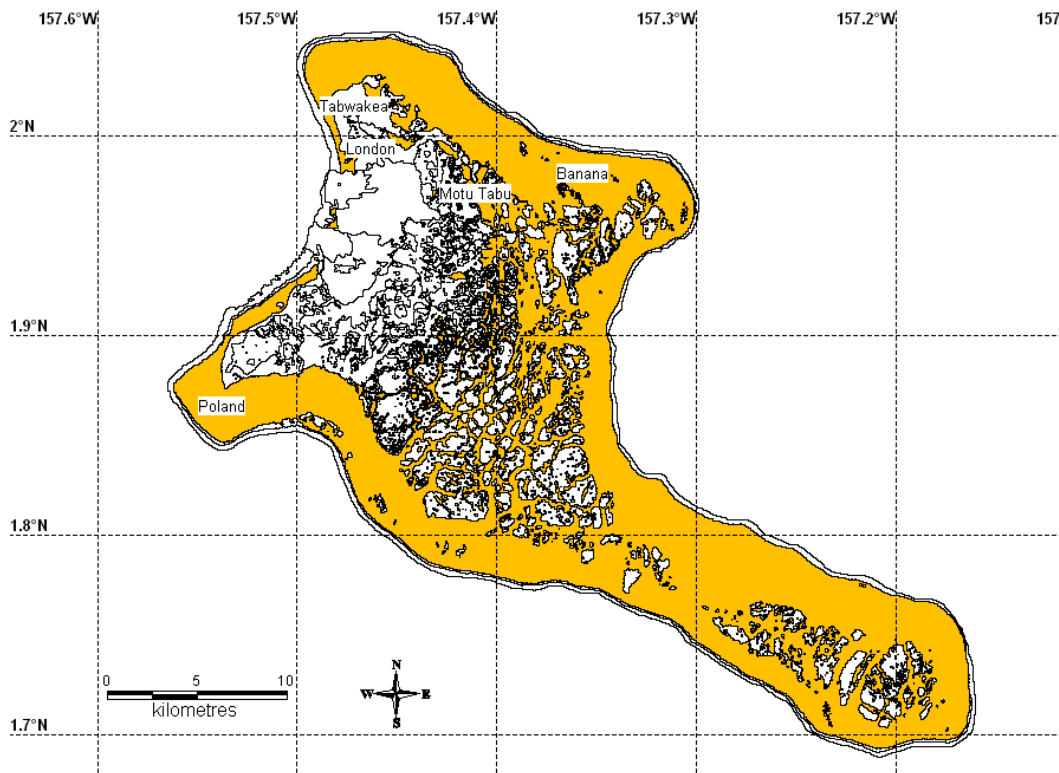 157.6°W 157.5°W 157.4°W 157.3°W 157.2°W 157
Tabwakea
2°N
London
Banana
Motu Tabu
1.9°N
Poland
1.8°N
0 5 10
kilometres
N
W E
S
1.7°N